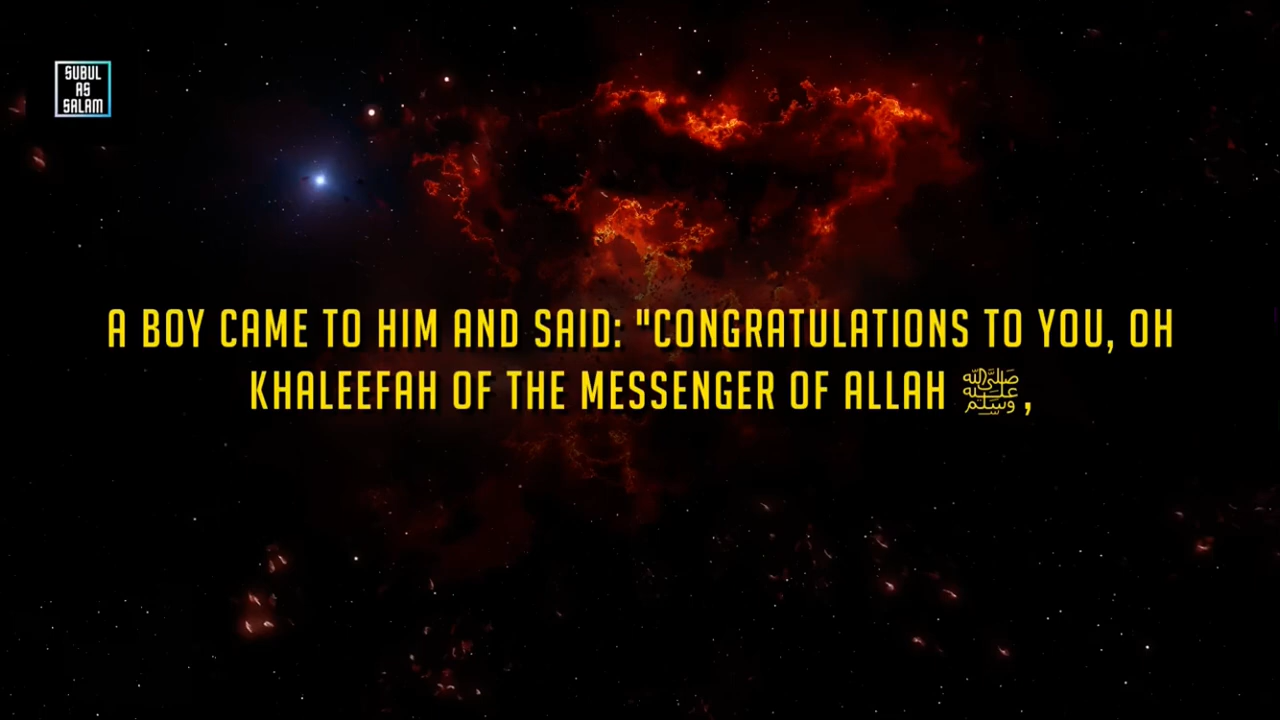 SUBUL
AS
SALAM
A BOY CAME TO HIM AND SAID: "CONGRATULATIONS TO YOU, OH
KHALEEFAH OF THE MESSENGER OF ALLAH ﷺ,